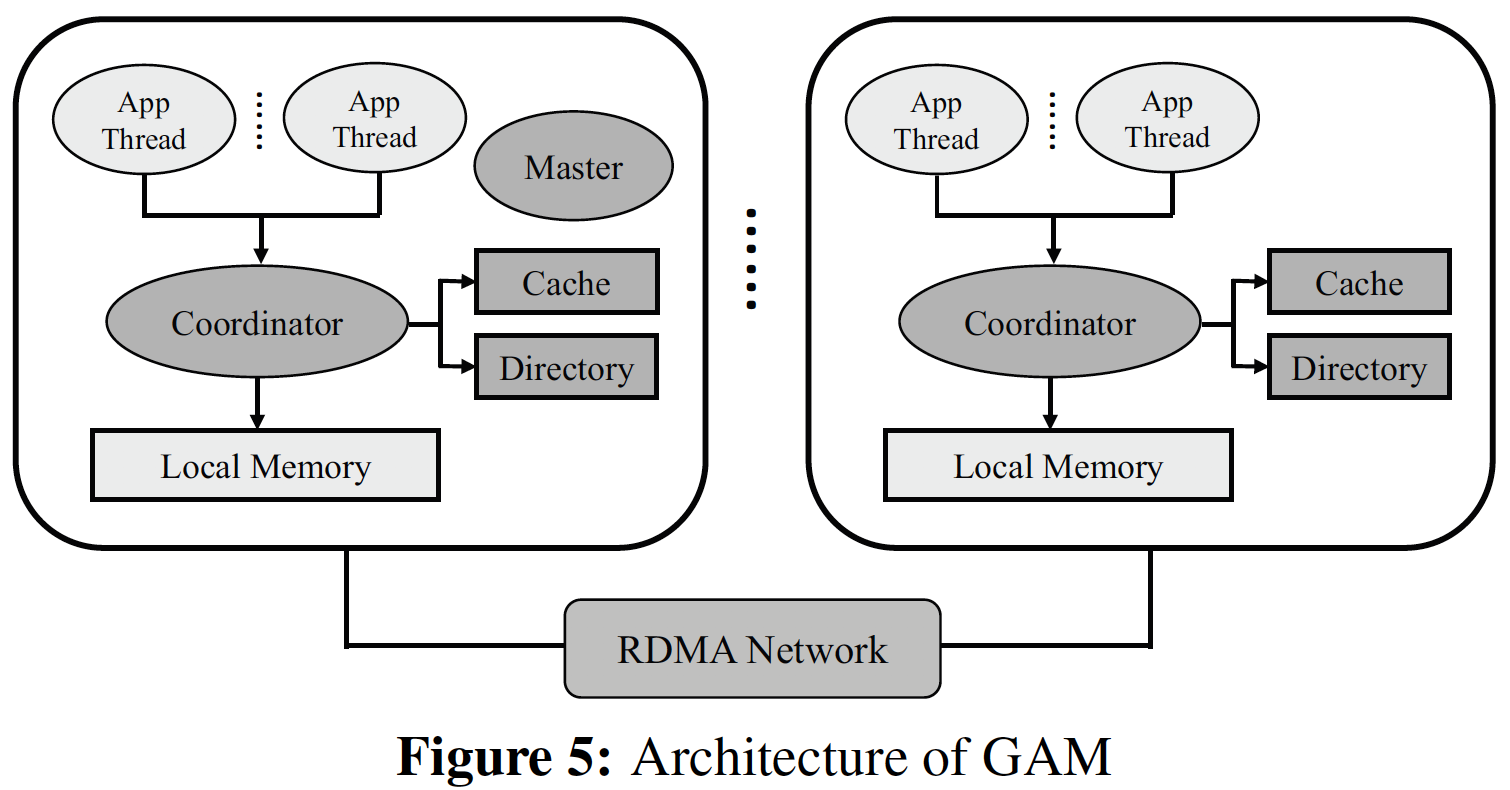 App
Thread
App
Thread
Master
Coordinator
Cache
Directory
Local Memory
App
Thread
App
Thread
Coordinator
Cache
Directory
Local Memory
RDMA Network
Figure 5: Architecture of GAM